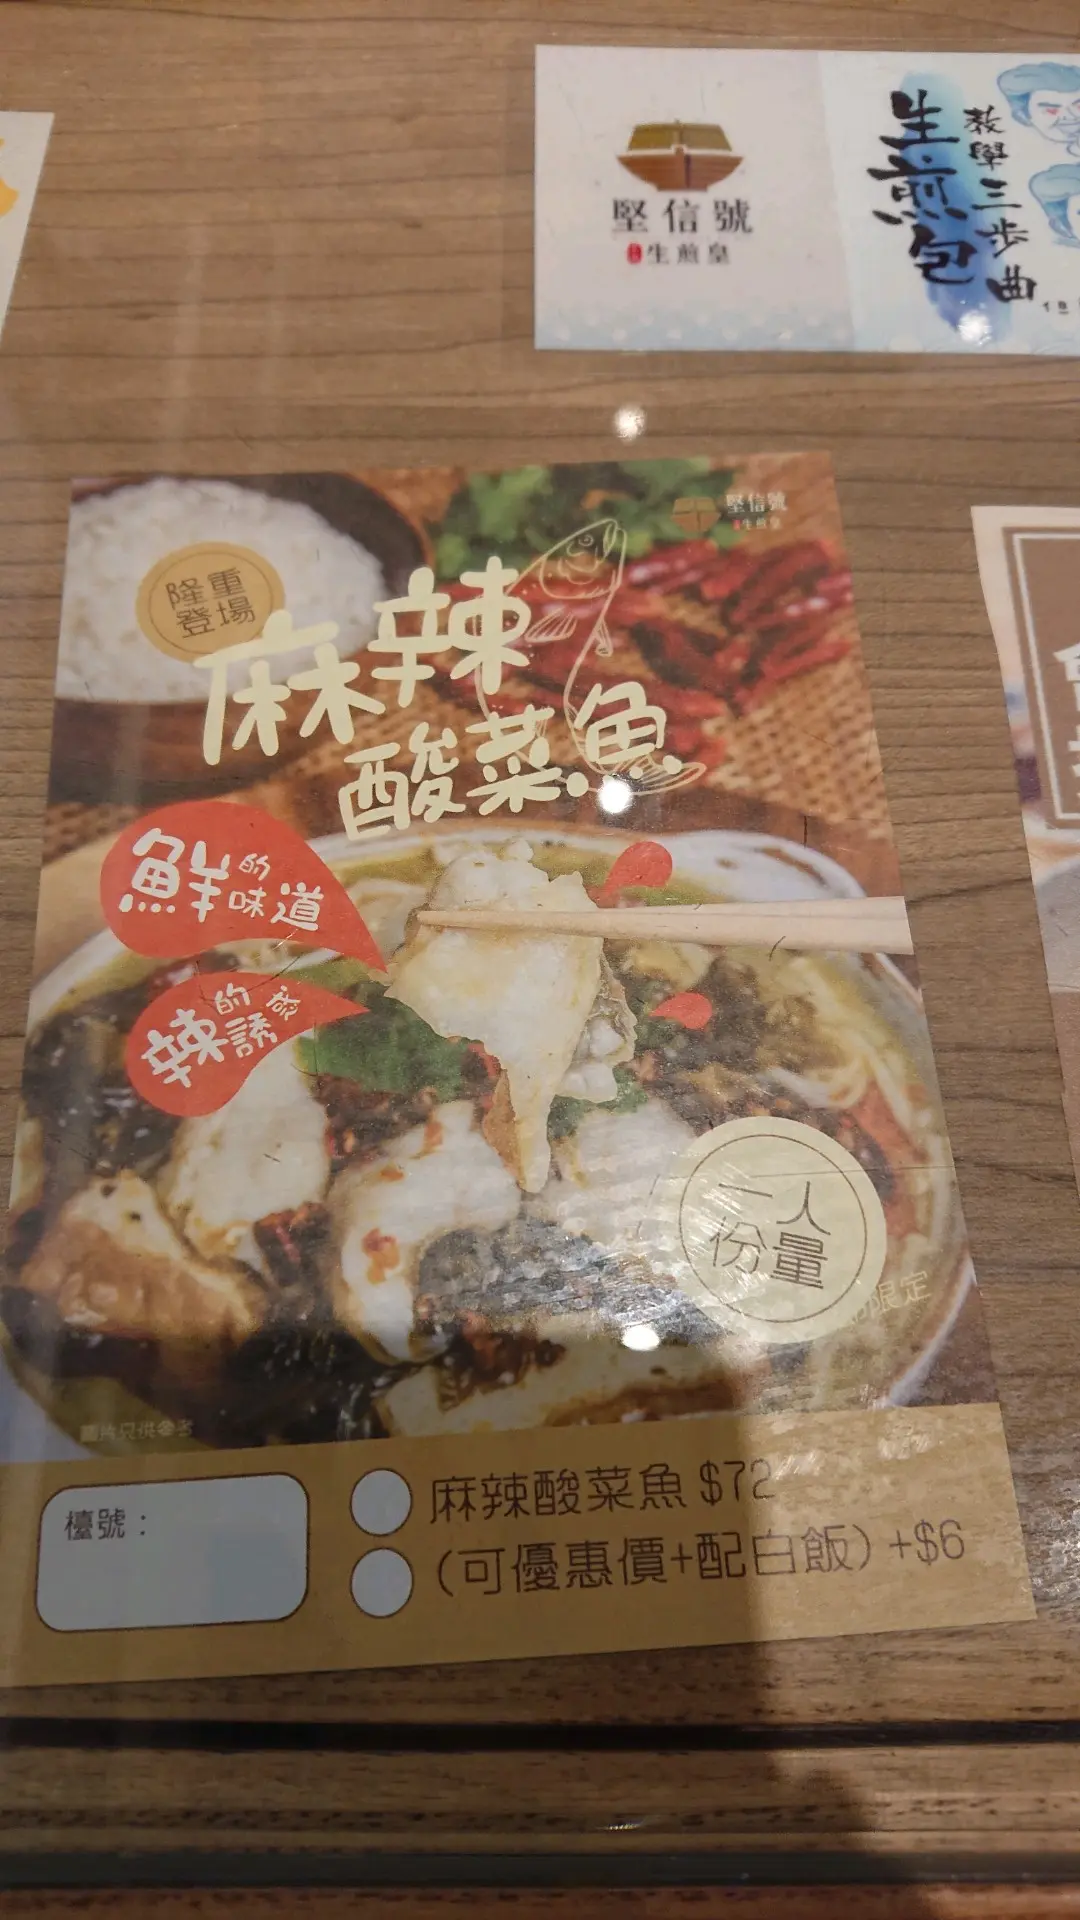 堅信號
生煎皇
生煎包
教學三步曲
堅信號
生煎皇
隆重
登場
麻辣
酸菜魚
鮮的味道
辣的誘惑
一人
份量
限定
圖片只供參考
檯號：
麻辣酸菜魚 $72
(可優惠價+配白飯) +$6